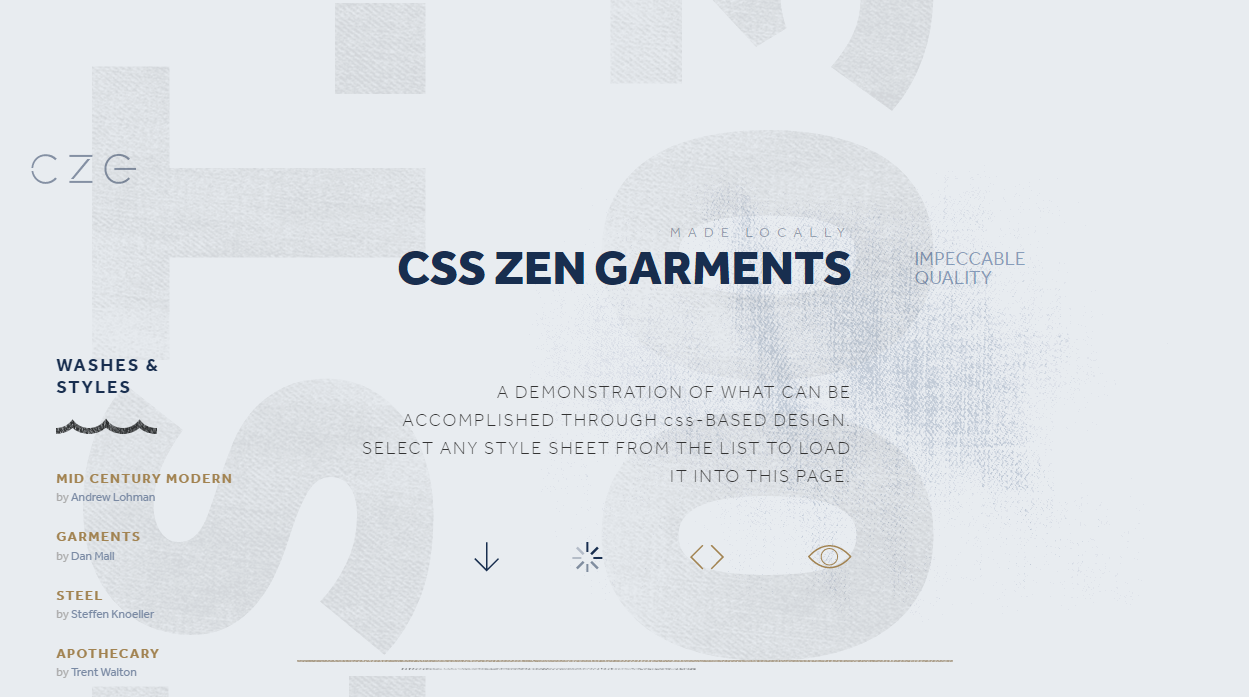 CZG
MADE LOCALLY
CSS ZEN GARMENTS
IMPECCABLE
QUALITY
WASHES &
STYLES
A DEMONSTRATION OF WHAT CAN BE
ACCOMPLISHED THROUGH css-BASED DESIGN.
SELECT ANY STYLE SHEET FROM THE LIST TO LOAD
IT INTO THIS PAGE.
MID CENTURY MODERN
by Andrew Lohman
GARMENTS
by Dan Mall
STEEL
by Steffen Knoeller
APOTHECARY
by Trent Walton